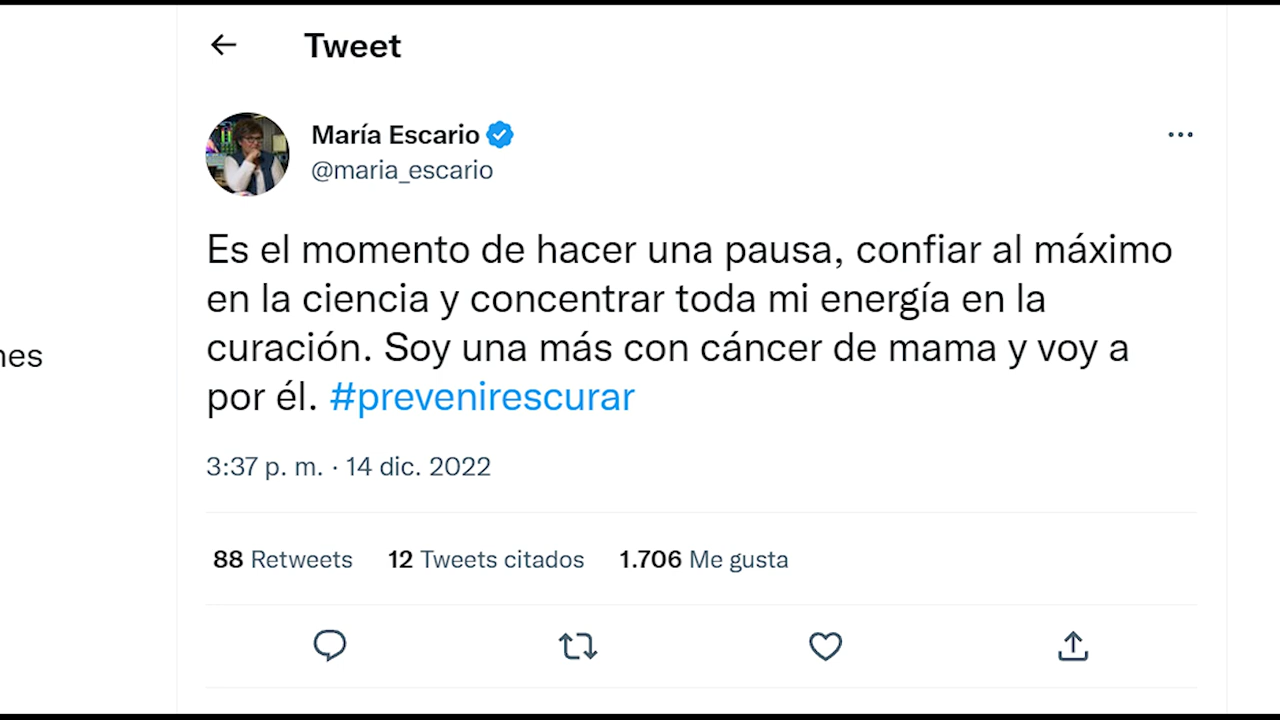 Tweet
María Escario
@maria_escario
Es el momento de hacer una pausa, confiar al máximo
en la ciencia y concentrar toda mi energía en la
curación. Soy una más con cáncer de mama y voy a
por él. #prevenirescurar
nes
3:37 p. m. · 14 dic. 2022
88 Retweets 12 Tweets citados 1.706 Me gusta